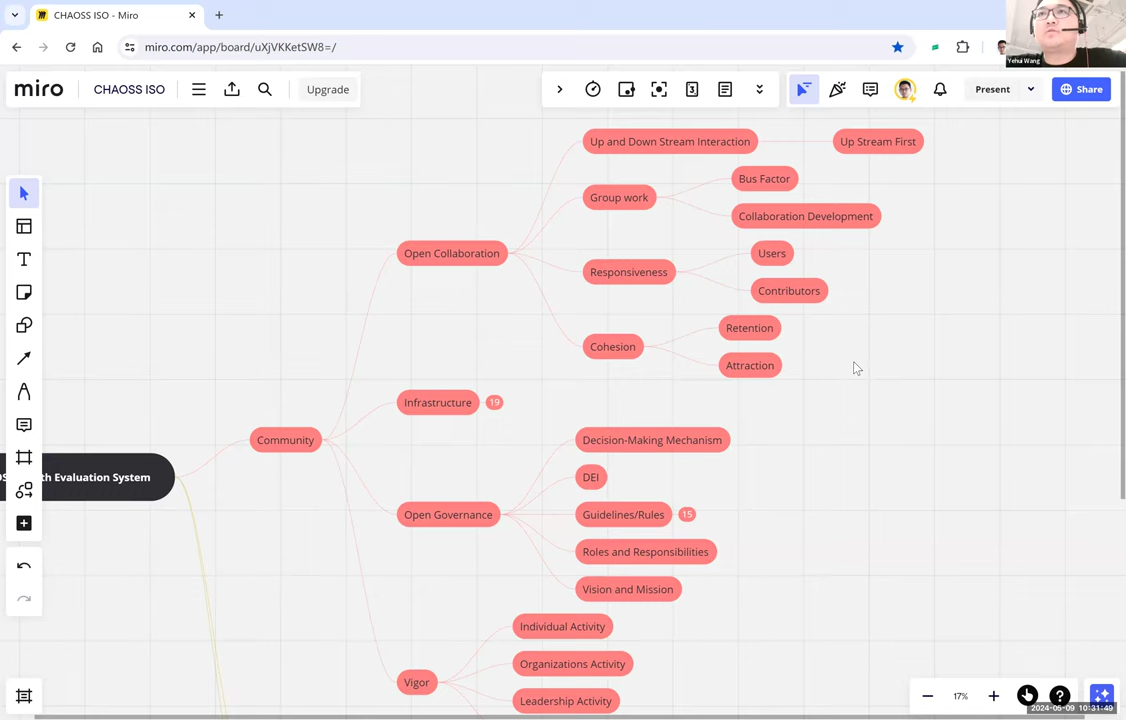 CHAOSS ISO - Miro
miro.com/app/board/uXjVKKetSW8=/
Yehui Wang
miro
CHAOSS ISO
Upgrade
3
Present
Share
Up and Down Stream Interaction
Up Stream First
Bus Factor
Group work
Collaboration Development
Open Collaboration
Users
Responsiveness
Contributors
Retention
Cohesion
Attraction
Infrastructure
19
Community
Decision-Making Mechanism
th Evaluation System
DEI
Open Governance
Guidelines/Rules
15
Roles and Responsibilities
Vision and Mission
Individual Activity
Organizations Activity
Vigor
Leadership Activity
17%
2024-05-09 10:31:49